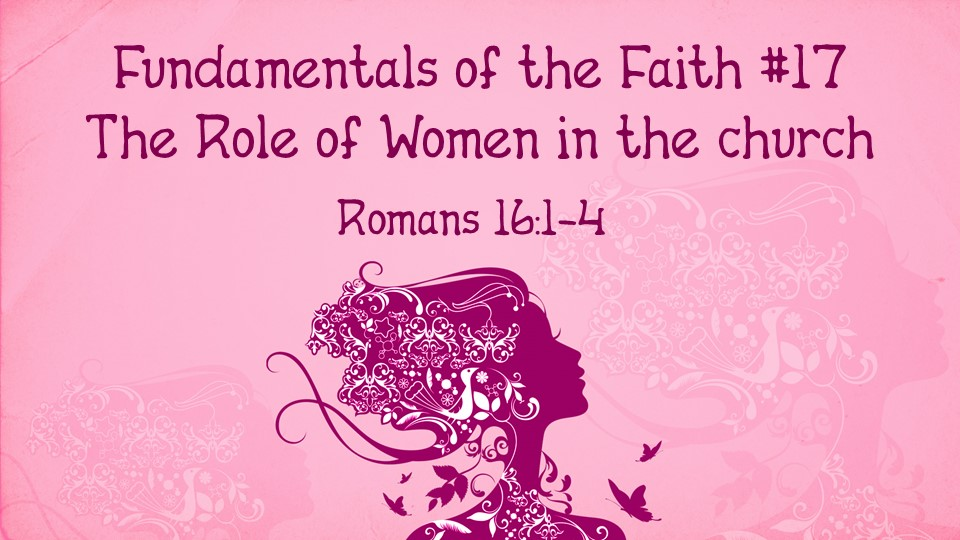 Fundamentals of the Faith #17
The Role of Women in the church
Romans 16:1-4